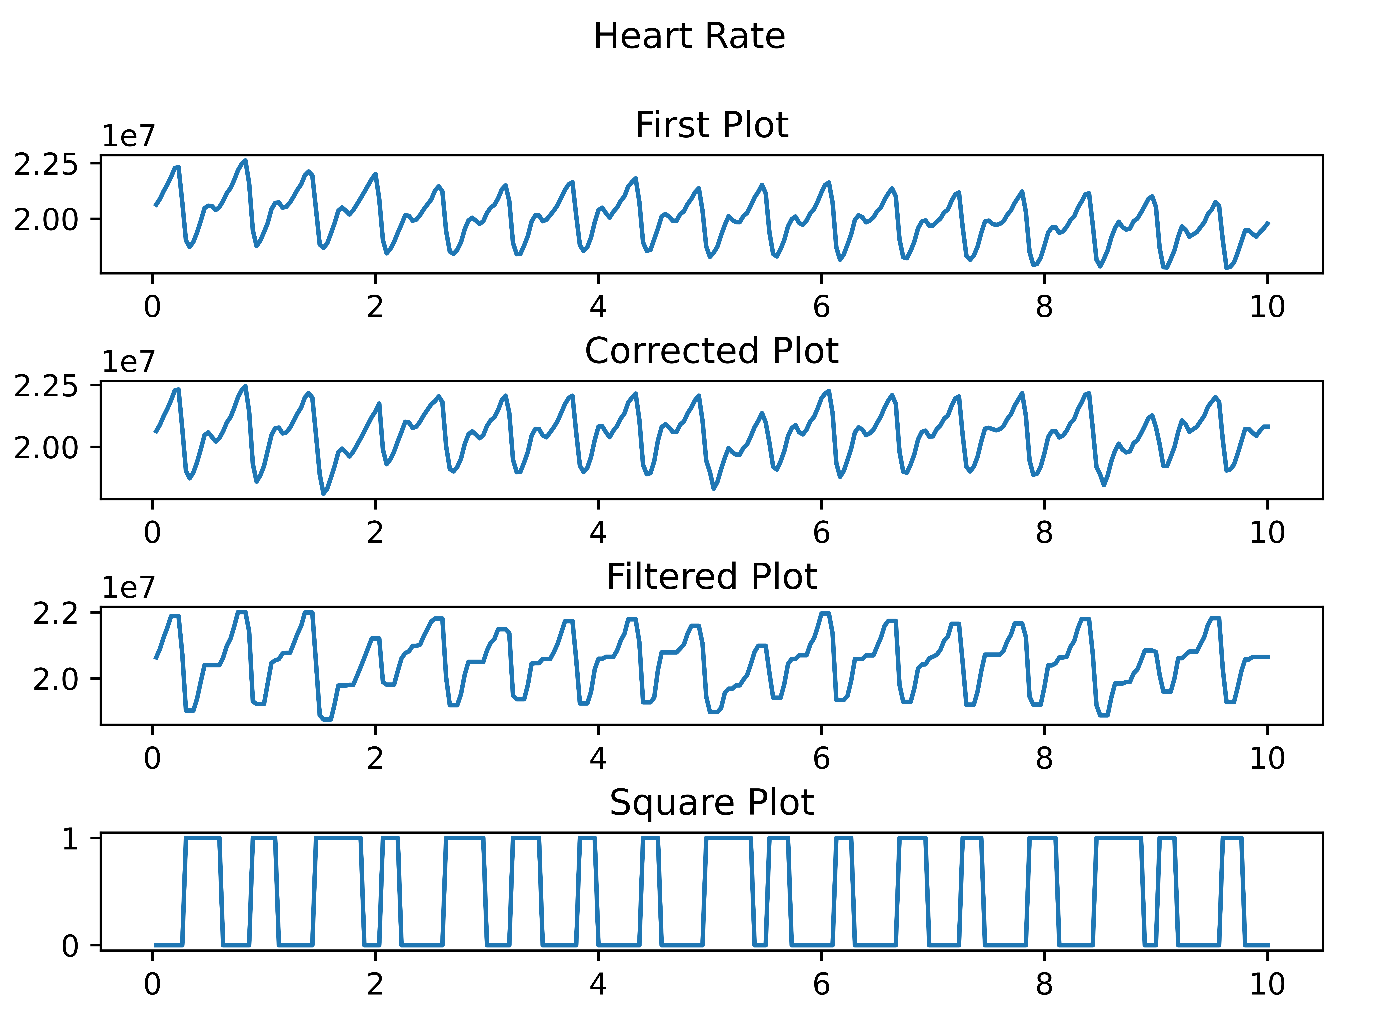 Heart Rate
First Plot
1e7
2.25
2.00
0 2 4 6 8 10
Corrected Plot
1e7
2.25
2.00
0 2 4 6 8 10
Filtered Plot
1e7
2.2
2.0
0 2 4 6 8 10
Square Plot
1
0
0 2 4 6 8 10